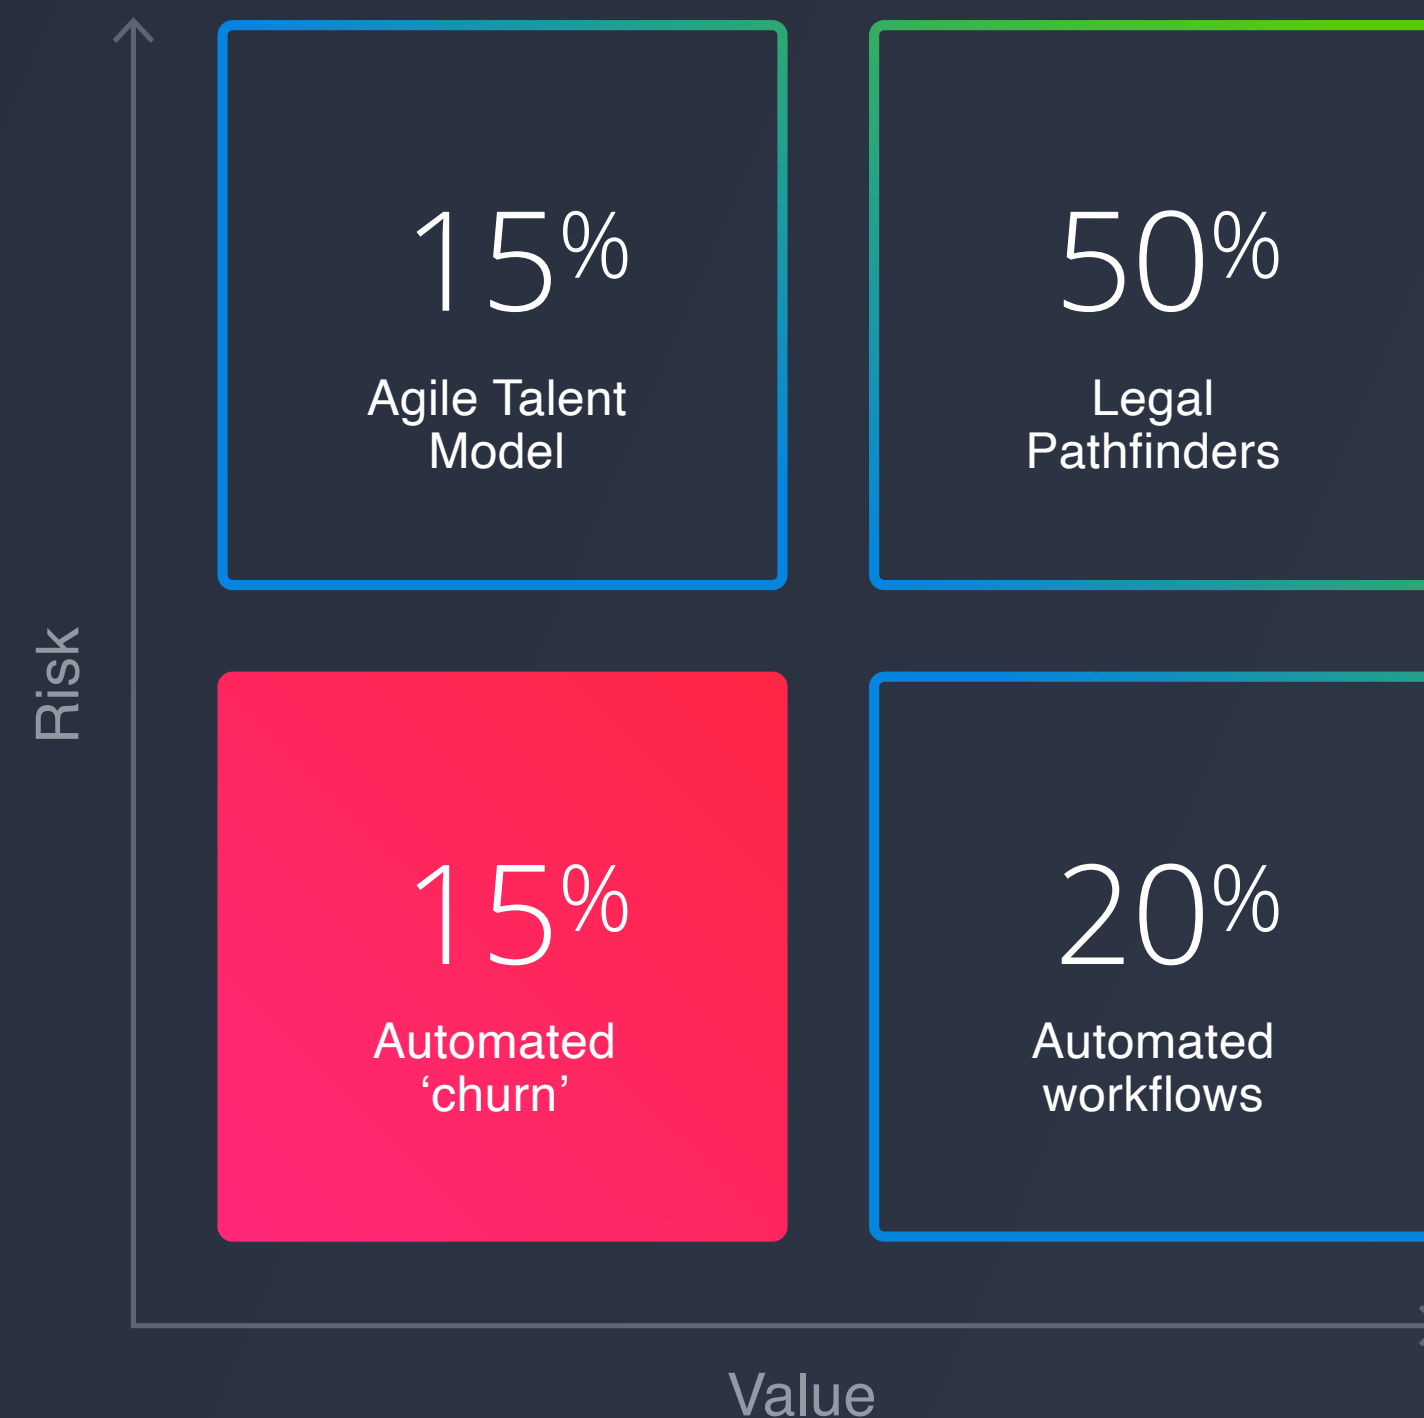 15%
Agile Talent
Model
50%
Legal
Pathfinders
Risk
15%
Automated
‘churn’
20%
Automated
workflows
Value